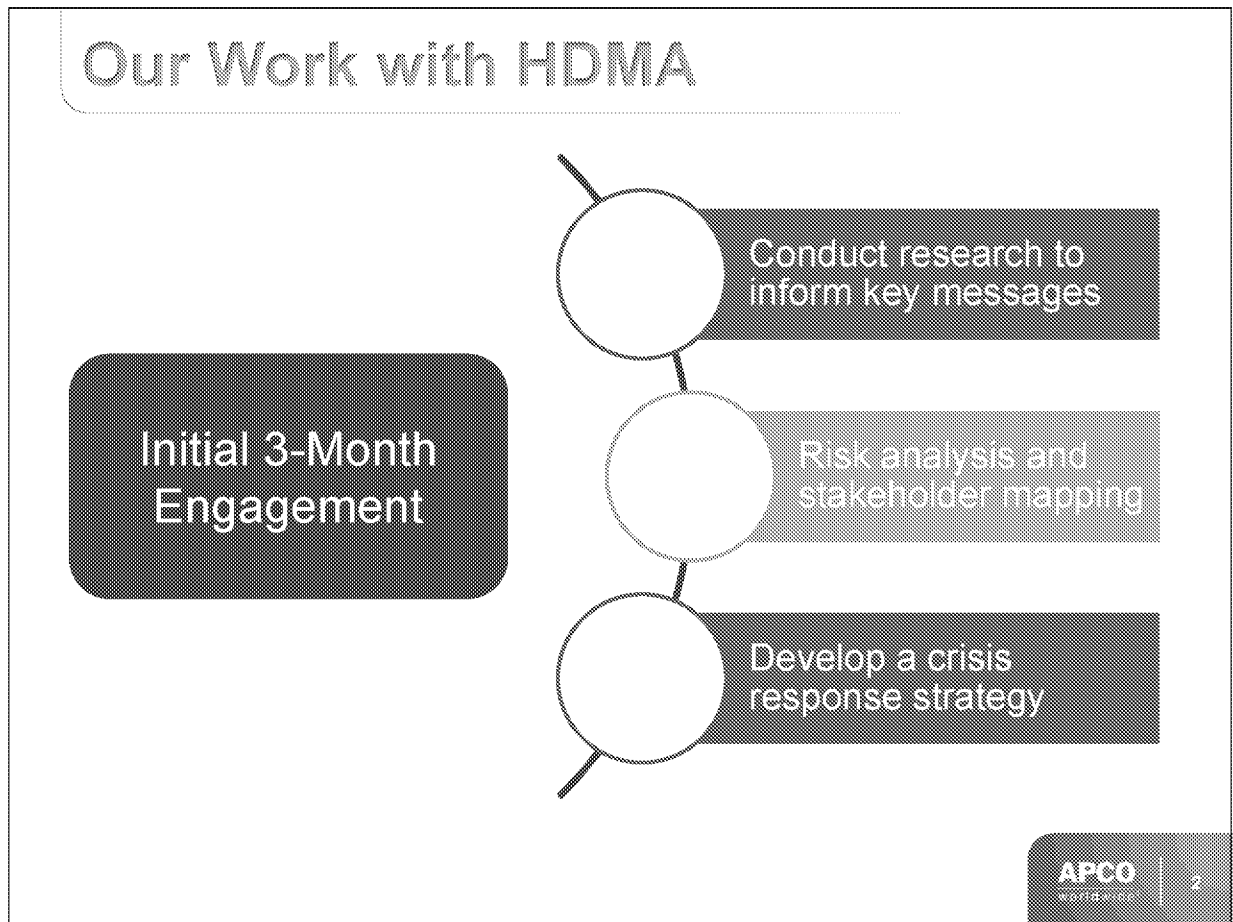 Our Work with HDMA
Initial 3-Month
Engagement
Conduct research to
inform key messages
Risk analysis and
stakeholder mapping
Develop a crisis
response strategy
APCO
worldwide
2